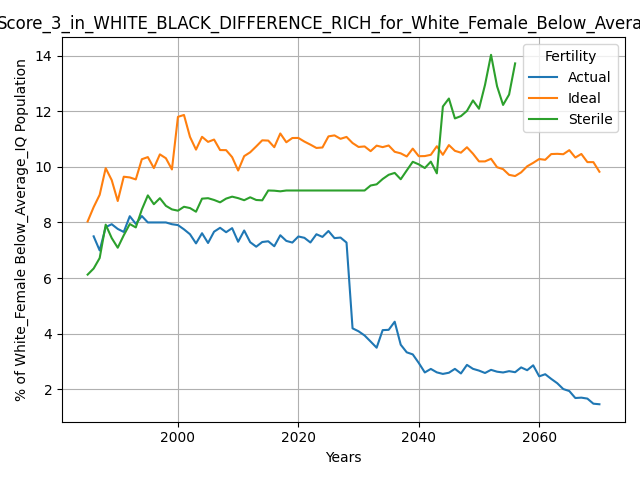 Score_3_in_WHITE_BLACK_DIFFERENCE_RICH_for_White_Female_Below_Avera
% of White_Female Below_Average_IQ Population
14
12
10
8
6
4
2
Fertility
Actual
Ideal
Sterile
2000
2020
2040
2060
Years